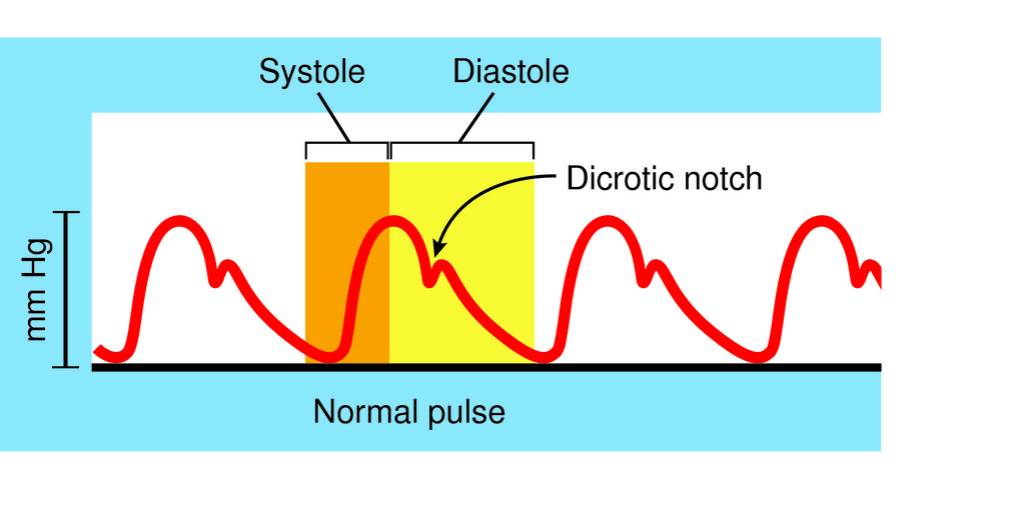 Systole
Diastole
Dicrotic notch
mm Hg
Normal pulse